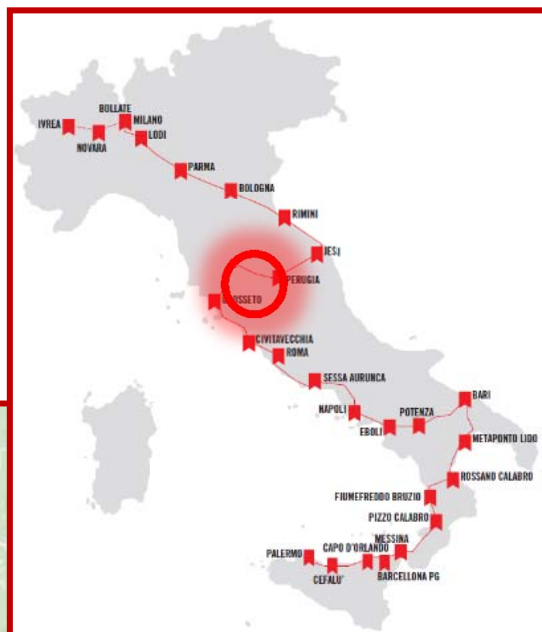 BOLLATE
IVREA
MILANO
NOVARA
LODI
PARMA
BOLOGNA
RIMINI
JESI
PERUGIA
GROSSETO
CIVITAVECCHIA
ROMA
SESSA AURUNCA
NAPOLI
EBOLI
POTENZA
BARI
METAPONTO LIDO
ROSSANO CALABRO
FIUMEFREDDO BRUZIO
PIZZO CALABRO
MESSINA
CAPO D'ORLANDO
PALERMO
CEFALU'
BARCELLONA PG